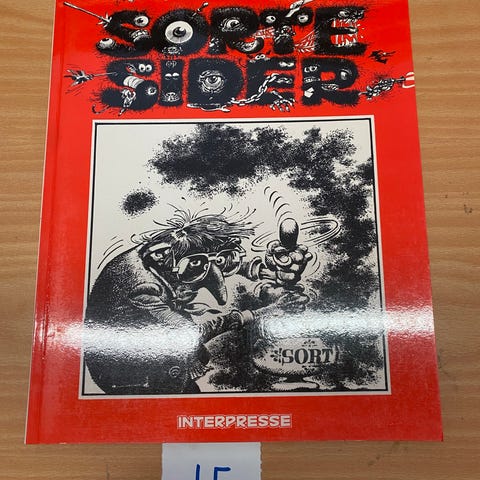 SORTE
SIDER
SORT
INTERPRESSE
15